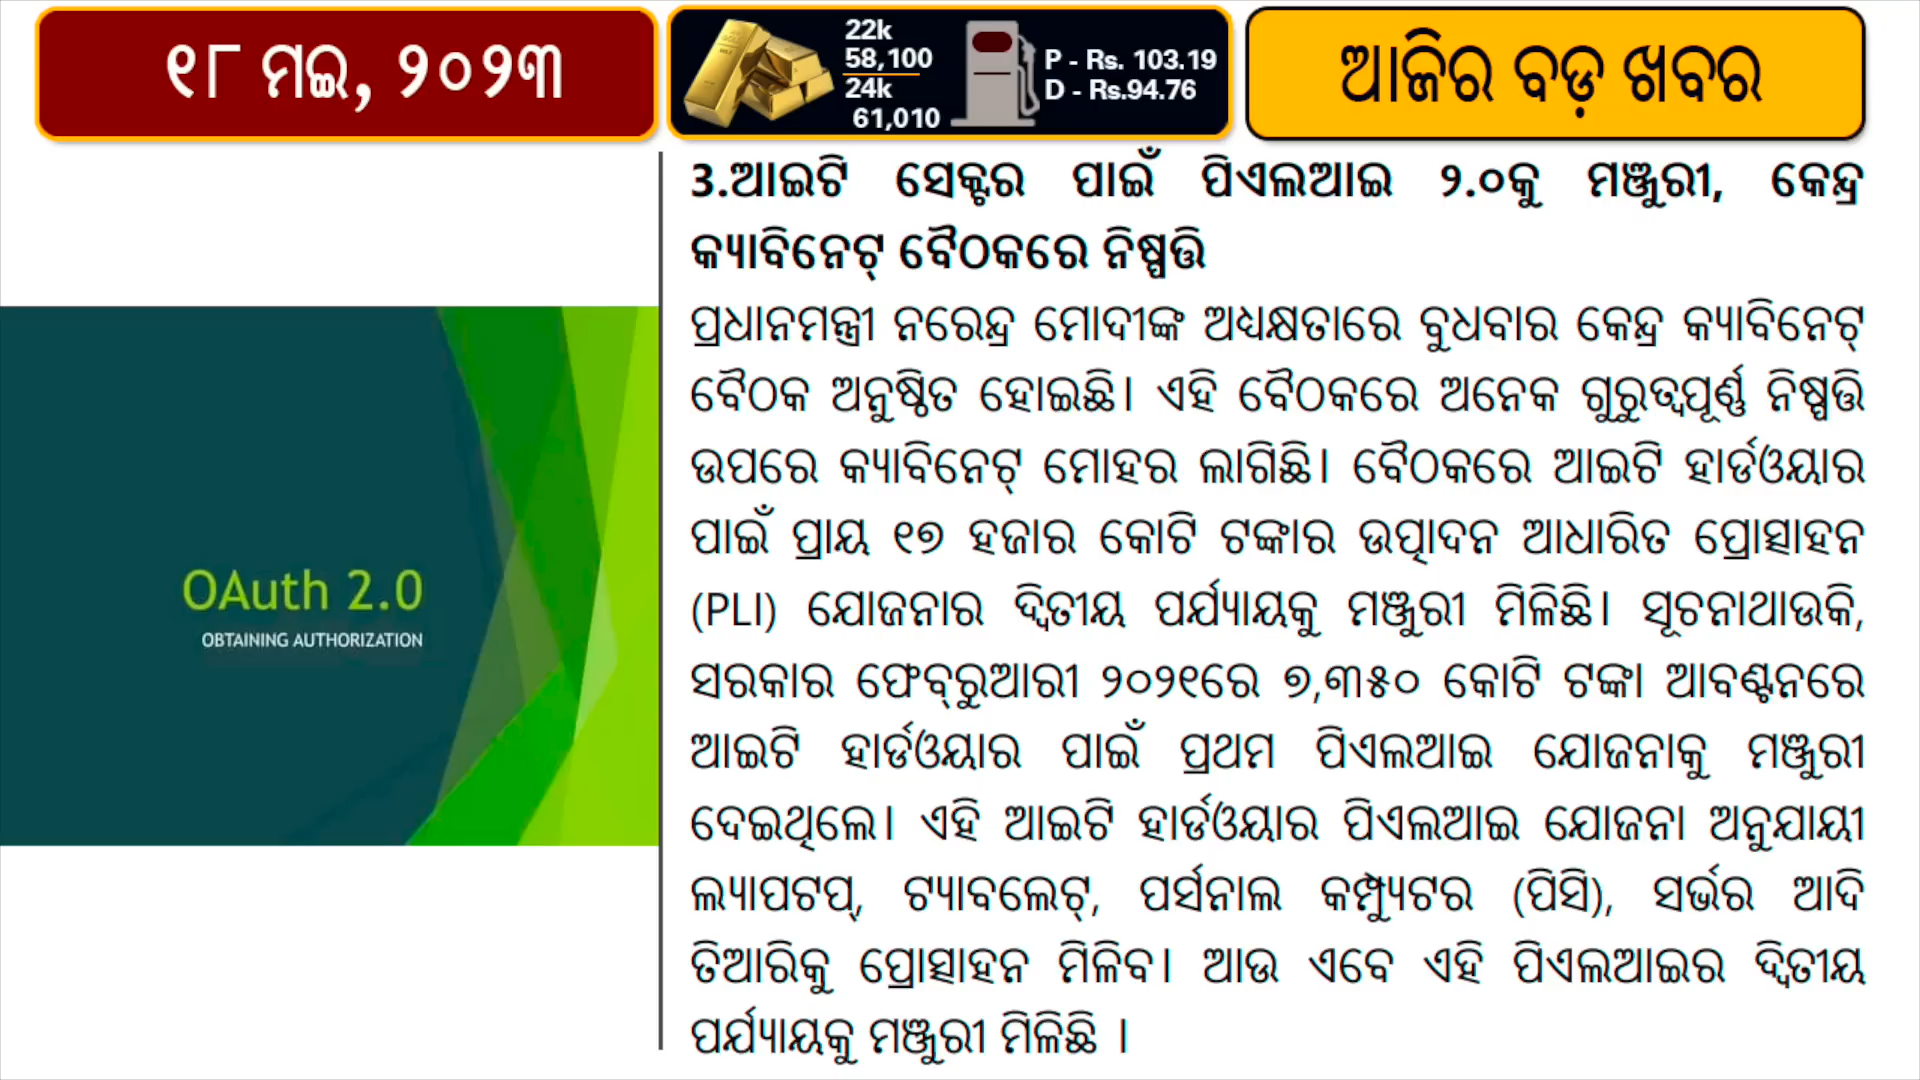 ୧୮ ମଇ, ୨୦୨୩
22k
58,100
24k
61,010
P - Rs. 103.19
D - Rs.94.76
ଆଜିର ବଡ଼ ଖବର
3.ଆଇଟି ସେକ୍ଟର ପାଇଁ ପିଏଲଆଇ ୨.୦କୁ ମଞ୍ଜୁରୀ, କେନ୍ଦ୍ର
କ୍ୟାବିନେଟ୍ ବୈଠକରେ ନିଷ୍ପତ୍ତି
ପ୍ରଧାନମନ୍ତ୍ରୀ ନରେନ୍ଦ୍ର ମୋଦୀଙ୍କ ଅଧ୍ୟକ୍ଷତାରେ ବୁଧବାର କେନ୍ଦ୍ର କ୍ୟାବିନେଟ୍
ବୈଠକ ଅନୁଷ୍ଠିତ ହୋଇଛି। ଏହି ବୈଠକରେ ଅନେକ ଗୁରୁତ୍ୱପୂର୍ଣ୍ଣ ନିଷ୍ପତ୍ତି
ଉପରେ କ୍ୟାବିନେଟ୍ ମୋହର ଲାଗିଛି। ବୈଠକରେ ଆଇଟି ହାର୍ଡଓୟାର
ପାଇଁ ପ୍ରାୟ ୧୭ ହଜାର କୋଟି ଟଙ୍କାର ଉତ୍ପାଦନ ଆଧାରିତ ପ୍ରୋତ୍ସାହନ
(PLI) ଯୋଜନାର ଦ୍ୱିତୀୟ ପର୍ଯ୍ୟାୟକୁ ମଞ୍ଜୁରୀ ମିଳିଛି। ସୂଚନାଥାଉକି,
ସରକାର ଫେବ୍ରୁଆରୀ ୨୦୨୧ରେ ୭,୩୫୦ କୋଟି ଟଙ୍କା ଆବଣ୍ଟନରେ
ଆଇଟି ହାର୍ଡଓୟାର ପାଇଁ ପ୍ରଥମ ପିଏଲଆଇ ଯୋଜନାକୁ ମଞ୍ଜୁରୀ
ଦେଇଥିଲେ। ଏହି ଆଇଟି ହାର୍ଡଓୟାର ପିଏଲଆଇ ଯୋଜନା ଅନୁଯାୟୀ
ଲ୍ୟାପଟପ୍, ଟ୍ୟାବଲେଟ୍, ପର୍ସନାଲ କମ୍ପ୍ୟୁଟର (ପିସି), ସର୍ଭର ଆଦି
ତିଆରିକୁ ପ୍ରୋତ୍ସାହନ ମିଳିବ। ଆଉ ଏବେ ଏହି ପିଏଲଆଇର ଦ୍ୱିତୀୟ
ପର୍ଯ୍ୟାୟକୁ ମଞ୍ଜୁରୀ ମିଳିଛି ।
OAuth 2.0
OBTAINING AUTHORIZATION